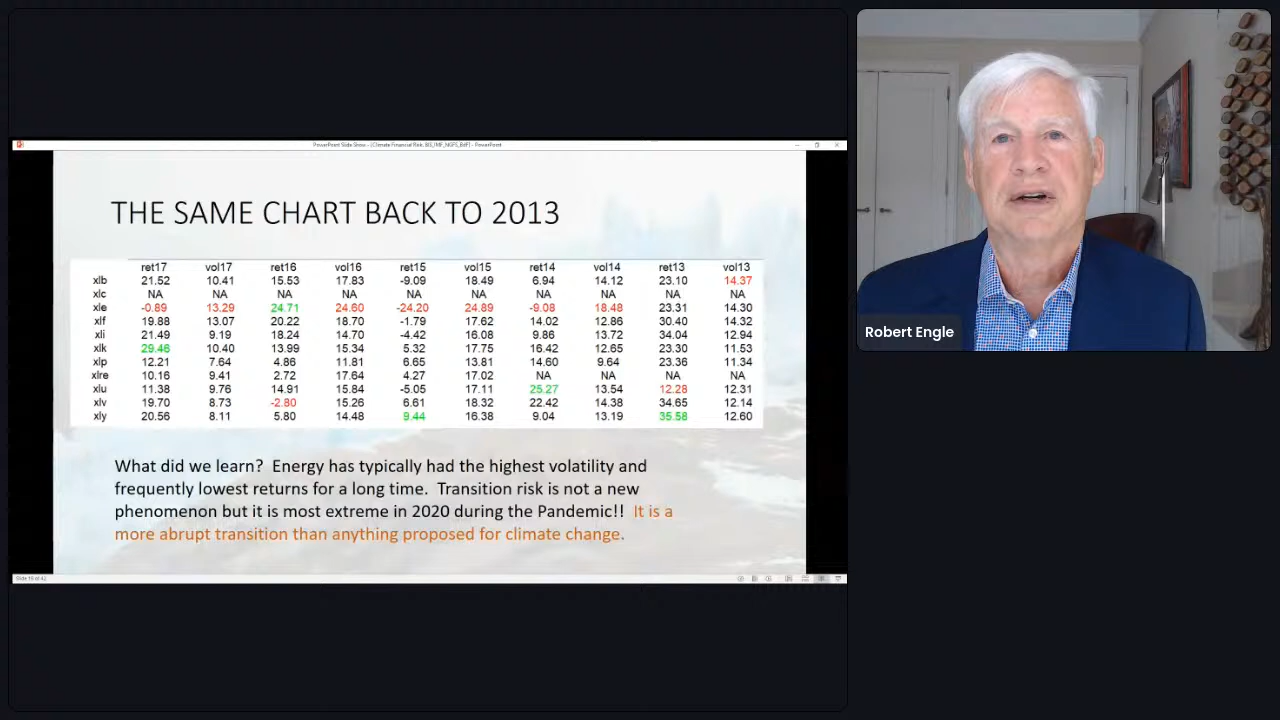 PowerPoint Slide Show - [Climate Financial Risk, BIS_IMF_NGFS_BdF] - PowerPoint
THE SAME CHART BACK TO 2013
ret17 vol17 ret16 vol16 ret15 vol15 ret14 vol14 ret13 vol13
xlb 21.52 10.41 15.53 17.83 -9.09 18.49 6.94 14.12 23.10 14.37
xlc NA NA NA NA NA NA NA NA NA NA
xle -0.89 13.29 24.71 24.60 -24.20 24.89 -9.08 18.48 23.31 14.30
xlf 19.88 13.07 20.22 18.70 -1.79 17.62 14.02 12.86 30.40 14.32
xli 21.49 9.19 18.24 14.70 -4.42 16.08 9.86 13.72 34.04 12.94
xlk 29.46 10.40 13.99 15.34 5.32 17.75 16.42 12.65 23.30 11.53
xlp 12.21 7.64 4.86 11.81 6.65 13.81 14.60 9.64 23.36 11.34
xlre 10.16 9.41 2.72 17.64 4.27 17.02 NA NA NA NA
xlu 11.38 9.76 14.91 15.84 -5.05 17.11 25.27 13.54 12.28 12.31
xlv 19.70 8.73 -2.80 15.26 6.61 18.32 22.42 14.38 34.65 12.14
xly 20.56 8.11 5.80 14.48 9.44 16.38 9.04 13.19 35.58 12.60
What did we learn? Energy has typically had the highest volatility and
frequently lowest returns for a long time. Transition risk is not a new
phenomenon but it is most extreme in 2020 during the Pandemic!! It is a
more abrupt transition than anything proposed for climate change.
Robert Engle